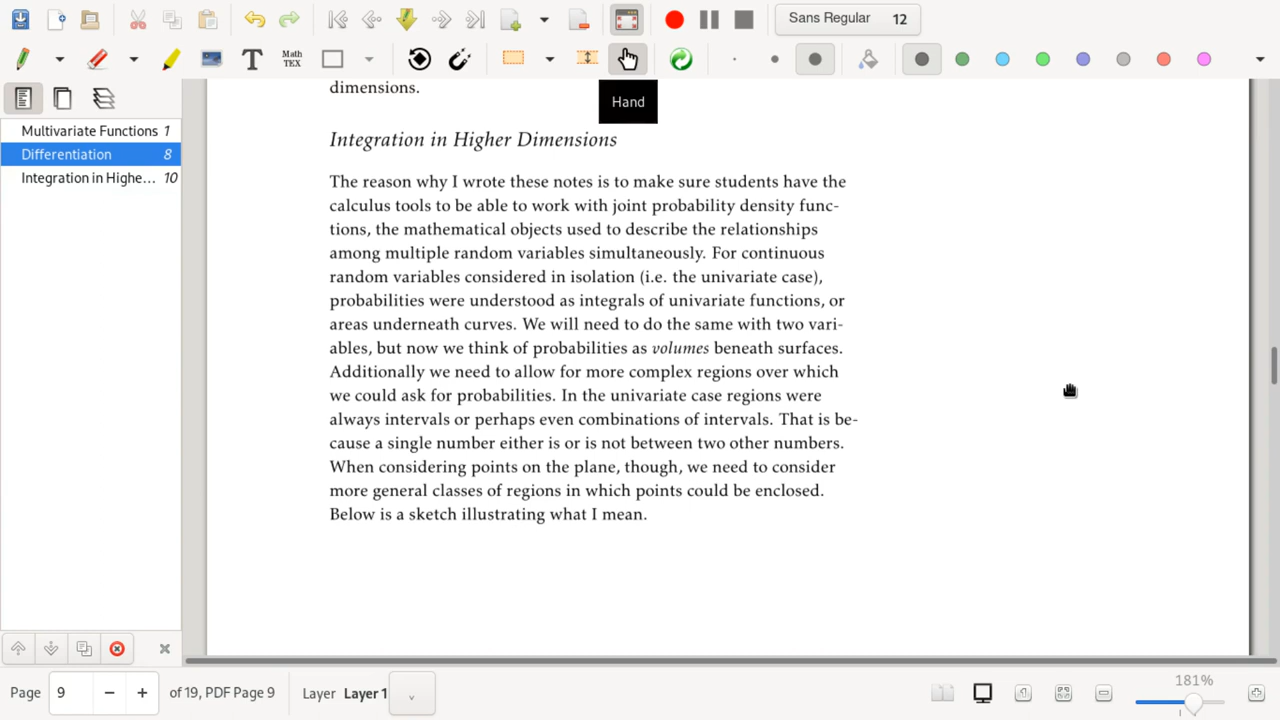 Sans Regular 12
Math
TEX
Hand
Multivariate Functions 1
Differentiation 8
Integration in Highe... 10
dimensions.
Integration in Higher Dimensions
The reason why I wrote these notes is to make sure students have the
calculus tools to be able to work with joint probability density func-
tions, the mathematical objects used to describe the relationships
among multiple random variables simultaneously. For continuous
random variables considered in isolation (i.e. the univariate case),
probabilities were understood as integrals of univariate functions, or
areas underneath curves. We will need to do the same with two vari-
ables, but now we think of probabilities as volumes beneath surfaces.
Additionally we need to allow for more complex regions over which
we could ask for probabilities. In the univariate case regions were
always intervals or perhaps even combinations of intervals. That is be-
cause a single number either is or is not between two other numbers.
When considering points on the plane, though, we need to consider
more general classes of regions in which points could be enclosed.
Below is a sketch illustrating what I mean.
Page 9 of 19, PDF Page 9 Layer Layer 1
181%